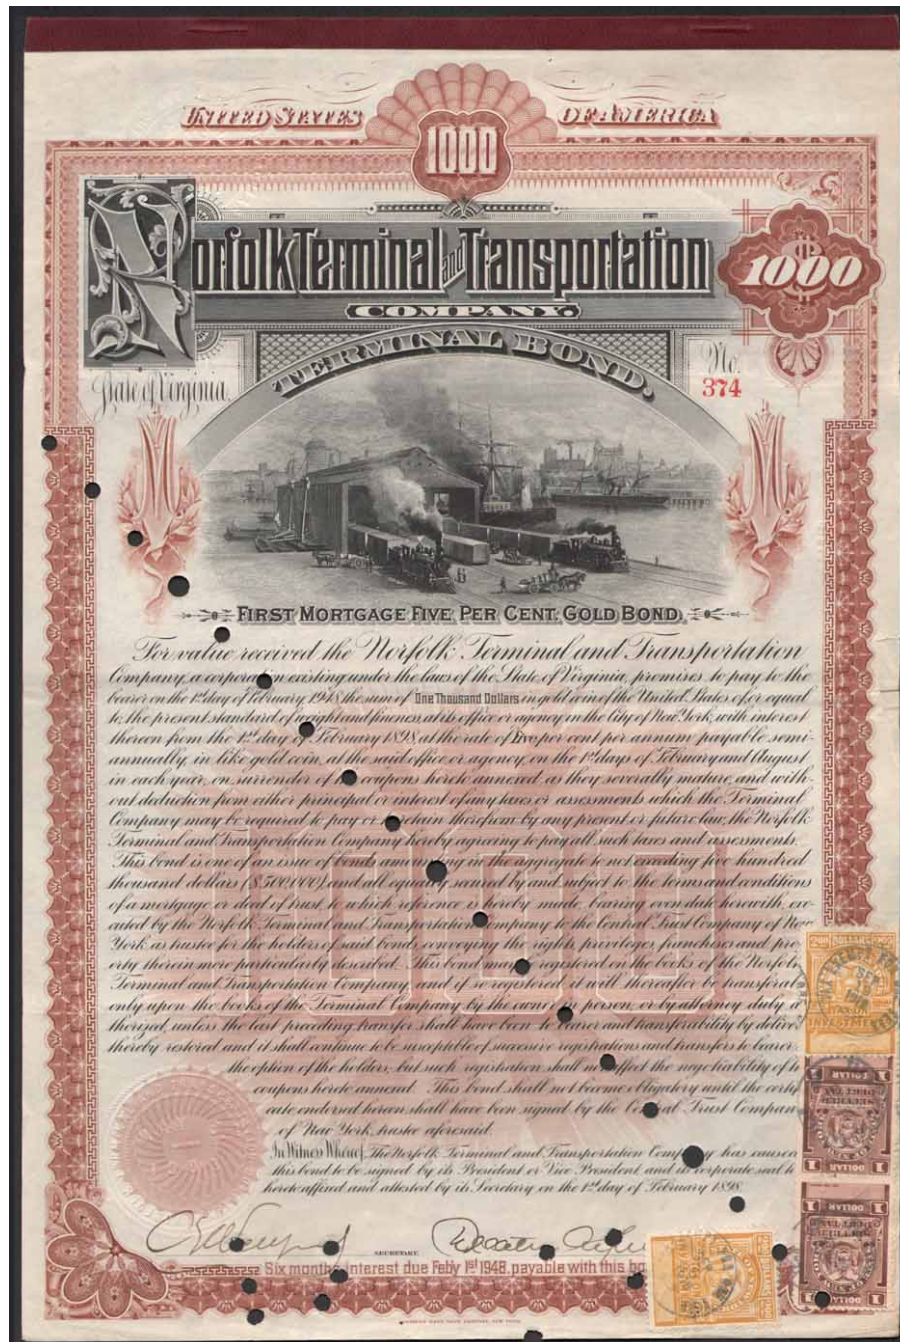 UNITED STATES OF AMERICA
1000
Norfolk Terminal and Transportation
1000
COMPANY.
TERMINAL BOND.
State of Virginia.
No.
374
FIRST MORTGAGE FIVE PER CENT. GOLD BOND.
For value received the Norfolk Terminal and Transportation
Company, a corporation existing under the laws of the State of Virginia, promises to pay to the
bearer on the 1st day of February 1948 the sum of One Thousand Dollars in gold coin of the United States of or equal
to the present standard of weight and fineness, at its office or agency in the City of New York, with interest
thereon from the 1st day of February 1898, at the rate of five per cent per annum payable semi-
annually, in like gold coin, at the said office or agency, on the 1st days of February and August
in each year, on surrender of the coupons hereto annexed as they severally mature, and with-
out deduction from either principal or interest of any taxes or assessments which the Terminal
Company may be required to pay or retain therefrom by any present or future law, the Norfolk
Terminal and Transportation Company hereby agreeing to pay all such taxes and assessments.
This bond is one of an issue of bonds amounting in the aggregate to not exceeding five hundred
thousand dollars ($500,000) and all equally secured by and subject to the terms and conditions
of a mortgage or deed of trust, to which reference is hereby made, bearing even date herewith, exe-
cuted by the Norfolk Terminal and Transportation Company to the Central Trust Company of New
York, as trustee for the holders of said bonds, conveying the rights, privileges, franchises and prop
erty therein more particularly described. This bond may be registered on the books of the Norfolk
Terminal and Transportation Company, and if so registered it will thereafter be transferab
only upon the books of the Terminal Company by the owner in person, or by attorney duly a
thorized, unless the last preceding transfer shall have been to bearer and transferability by delive
thereby restored and it shall continue to be susceptible of successive registrations and transfers to bearer
the option of the holders, but such registration shall not affect the negotiability of th
coupons hereto annexed. This bond shall not become obligatory until the certif
icate endorsed hereon shall have been signed by the Central Trust Compan
of New York, trustee aforesaid.
In Witness Whereof, The Norfolk Terminal and Transportation Company has caused
this bond to be signed by its President or Vice President and its corporate seal to
hereto affixed and attested by its Secretary on the 1st day of February 1898.
SECRETARY.
Six months interest due Feby 1st 1948, payable with this bo
DOLLAR
1
1
DOLLAR
1
1